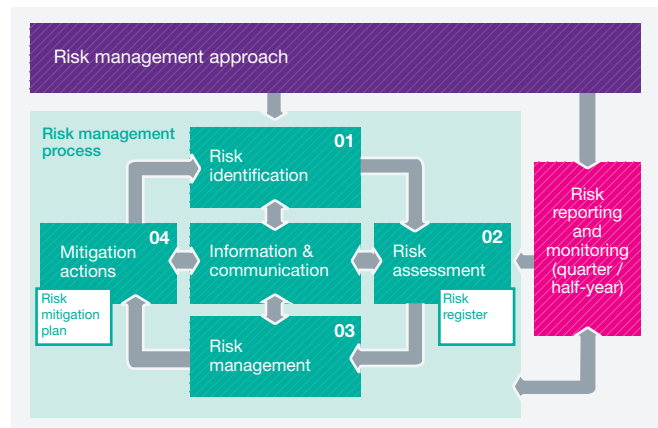 Risk management approach
Risk management
process
01
Risk
identification
04
Mitigation
actions
Risk
mitigation
plan
Information &
communication
02
Risk
assessment
Risk
register
03
Risk
management
Risk
reporting
and
monitoring
(quarter /
half-year)